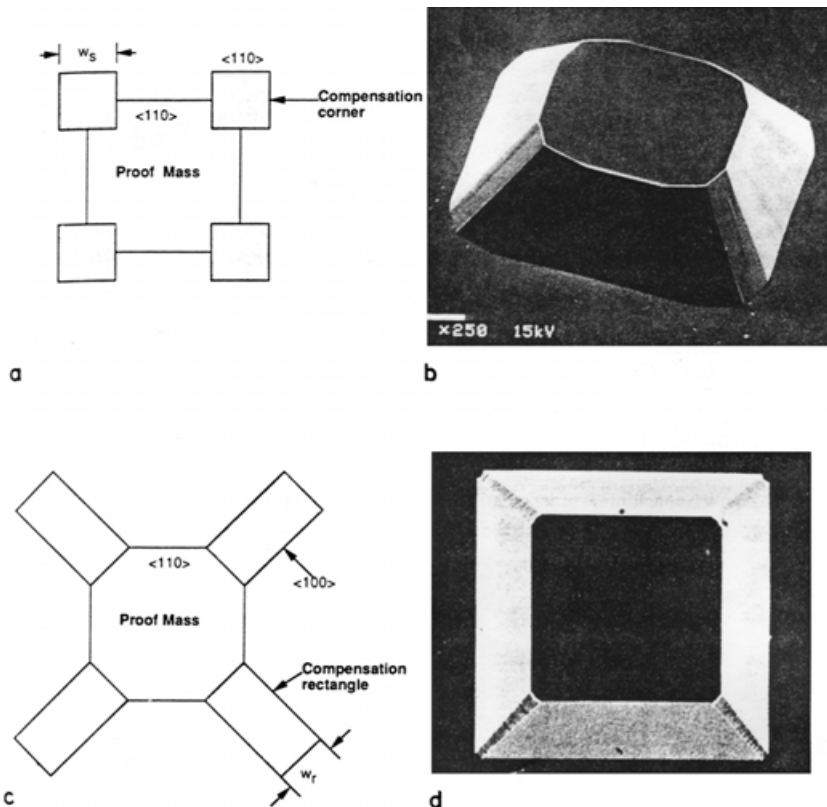 w_s
<110>
<110>
Compensation
corner
Proof Mass
a
×250 15kV
b
<110>
<100>
Proof Mass
Compensation
rectangle
w_r
c
d